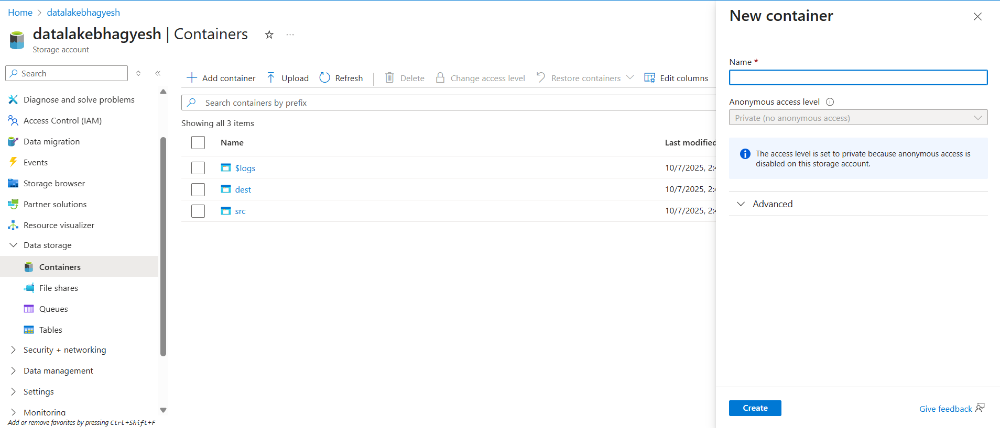 Home > datalakebhagyesh
datalakebhagyesh | Containers ...
Storage account
Search
Diagnose and solve problems
Access Control (IAM)
Data migration
Events
Storage browser
Partner solutions
Resource visualizer
Data storage
Containers
File shares
Queues
Tables
Security + networking
Data management
Settings
Monitoring
Add or remove favorites by pressing Ctrl+Shift+F
Add container Upload Refresh Delete Change access level Restore containers Edit columns
Search containers by prefix
Showing all 3 items
Name Last modified
$logs 10/7/2025, 2:4
dest 10/7/2025, 2:4
src 10/7/2025, 2:4
New container
Name *
Anonymous access level
Private (no anonymous access)
The access level is set to private because anonymous access is
disabled on this storage account.
Advanced
Create Give feedback